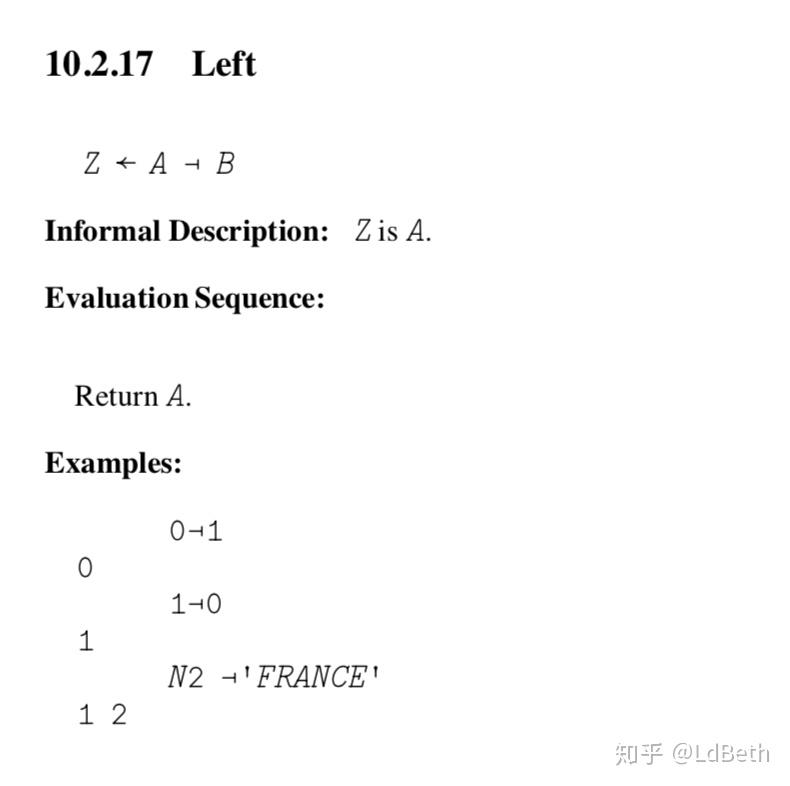 10.2.17 Left
Z ← A ⊣ B
Informal Description: Z is A.
Evaluation Sequence:
Return A.
Examples:
0⊣1
0
1⊣0
1
N2 ⊣'FRANCE'
1 2
知乎 @LdBeth